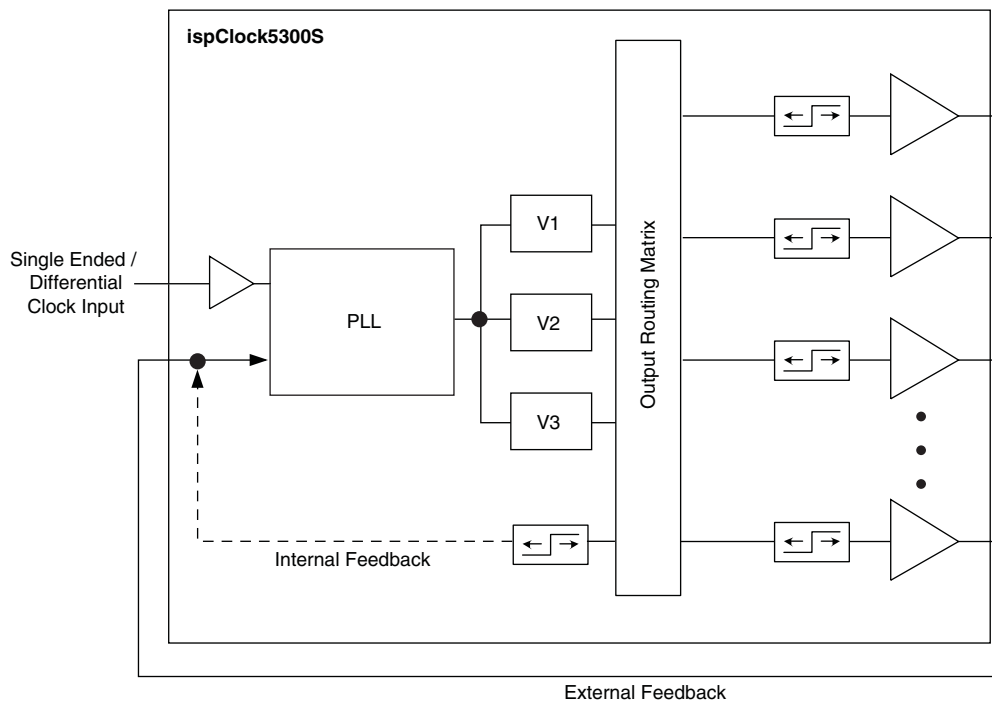 ispClock5300S
Single Ended /
Differential
Clock Input
PLL
V1
V2
V3
Output Routing Matrix
Internal Feedback
External Feedback